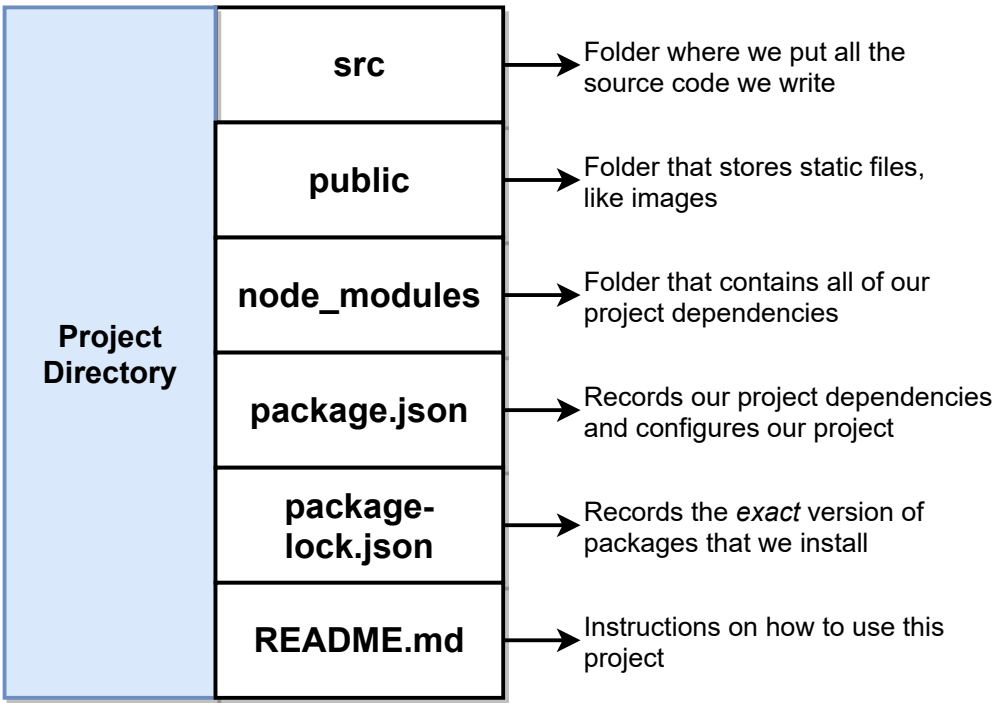 Project
Directory
src
Folder where we put all the
source code we write
public
Folder that stores static files,
like images
node_modules
Folder that contains all of our
project dependencies
package.json
Records our project dependencies
and configures our project
package-
lock.json
Records the exact version of
packages that we install
README.md
Instructions on how to use this
project